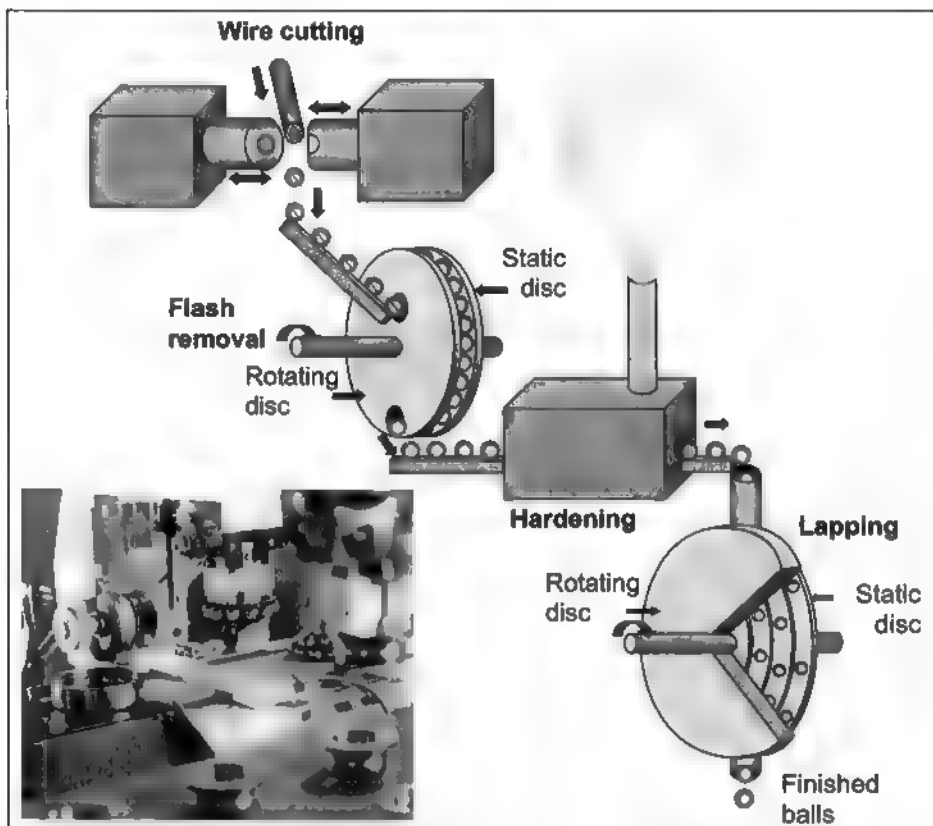 Wire cutting
Static
disc
Flash
removal
Rotating
disc
Hardening
Lapping
Rotating
disc
Static
disc
Finished
balls